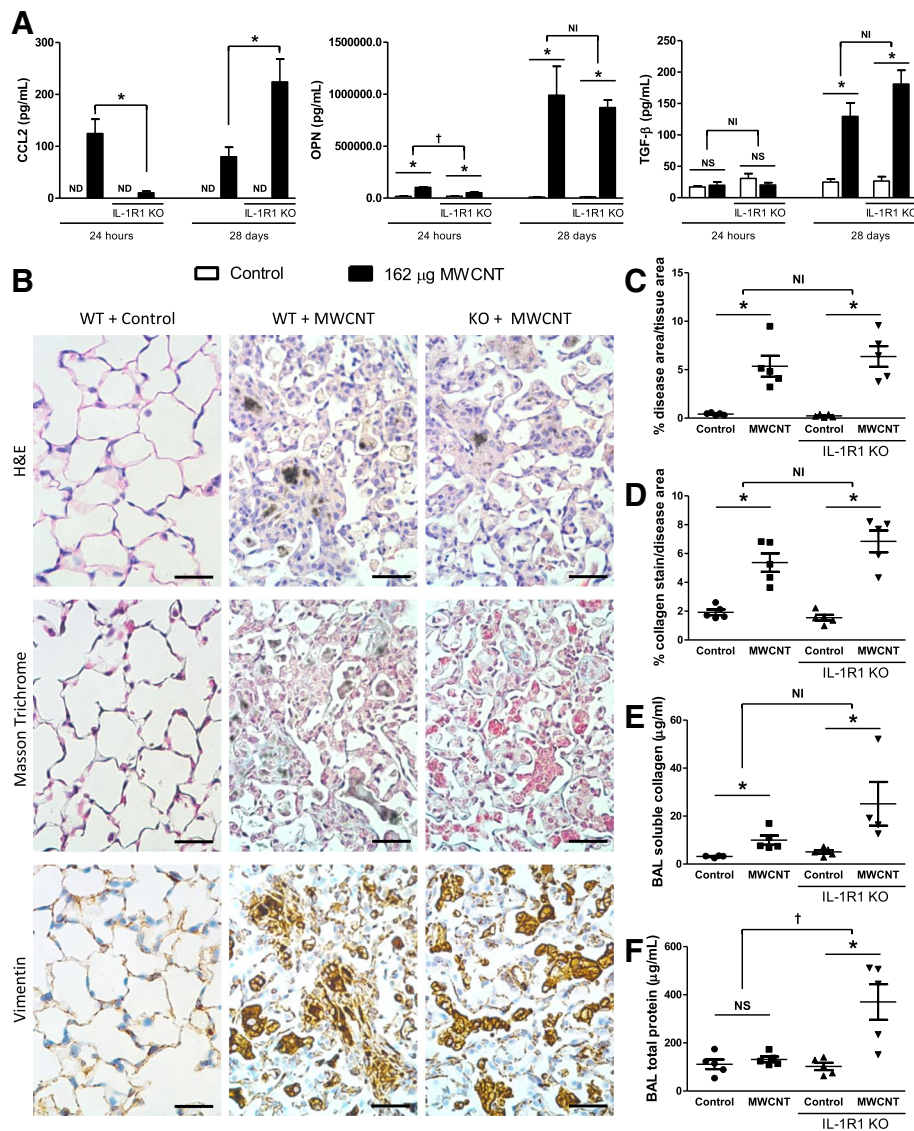 A
CCL2 (pg/mL)
300
200
100
0
*
*
ND
ND
ND
ND
IL-1R1 KO
IL-1R1 KO
24 hours
28 days
OPN (pg/mL)
1500000.0
1000000.0
500000.0
0.0
NI
*
*
†
*
*
IL-1R1 KO
IL-1R1 KO
24 hours
28 days
TGF-β (pg/mL)
250
200
150
100
50
0
NI
*
*
NI
NS
NS
IL-1R1 KO
IL-1R1 KO
24 hours
28 days
Control
162 μg MWCNT
B
WT + Control
WT + MWCNT
KO + MWCNT
H&E
Masson Trichrome
Vimentin
C
% disease area/tissue area
15
10
5
0
NI
*
*
Control
MWCNT
Control
MWCNT
IL-1R1 KO
D
% collagen stain/disease area
10
8
6
4
2
0
NI
*
*
Control
MWCNT
Control
MWCNT
IL-1R1 KO
E
BAL soluble collagen (μg/ml)
60
40
20
0
NI
*
*
Control
MWCNT
Control
MWCNT
IL-1R1 KO
F
BAL total protein (μg/mL)
600
400
200
0
†
NS
*
Control
MWCNT
Control
MWCNT
IL-1R1 KO